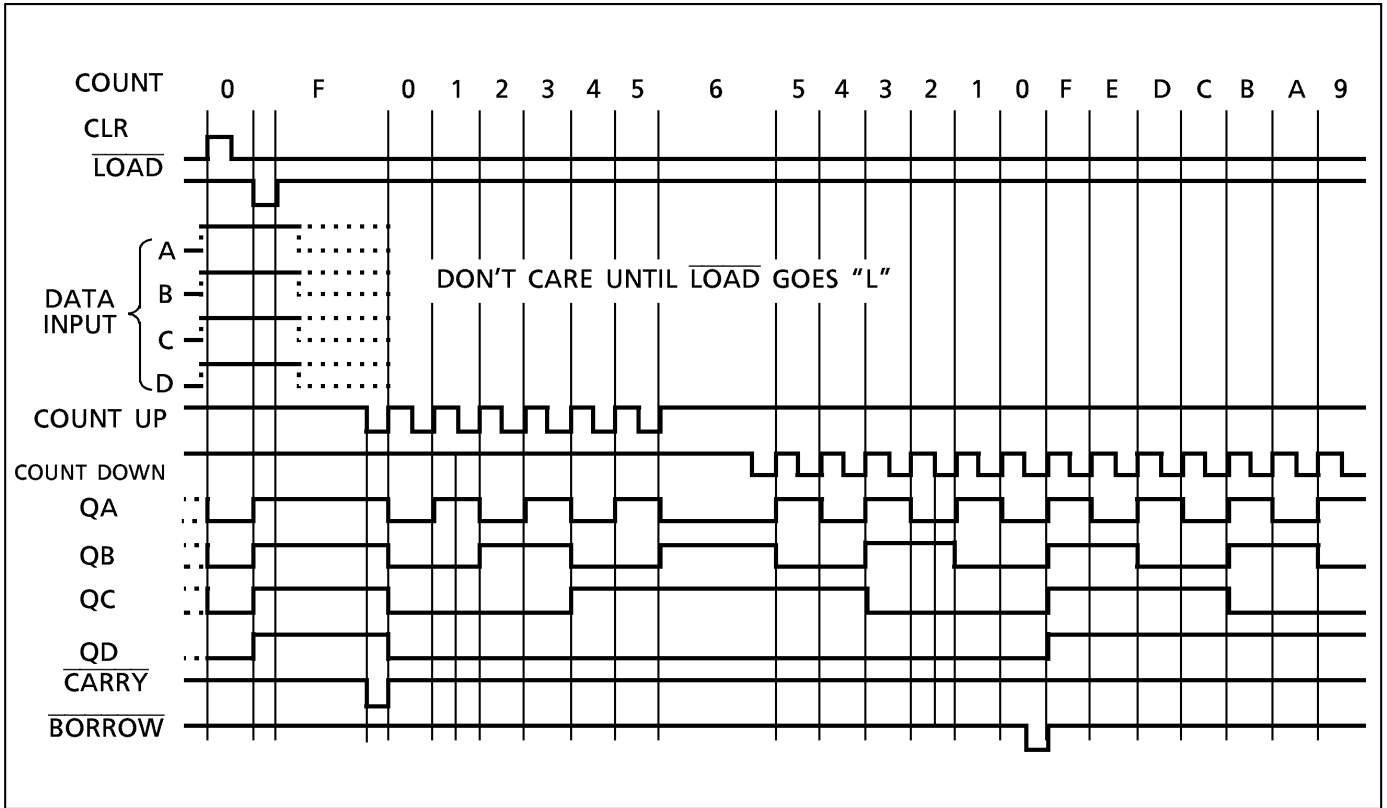 COUNT 0 F 0 1 2 3 4 5 6 5 4 3 2 1 0 F E D C B A 9
CLR
LOAD
A
B
DATA INPUT
C
D
DON'T CARE UNTIL LOAD GOES "L"
COUNT UP
COUNT DOWN
QA
QB
QC
QD
CARRY
BORROW